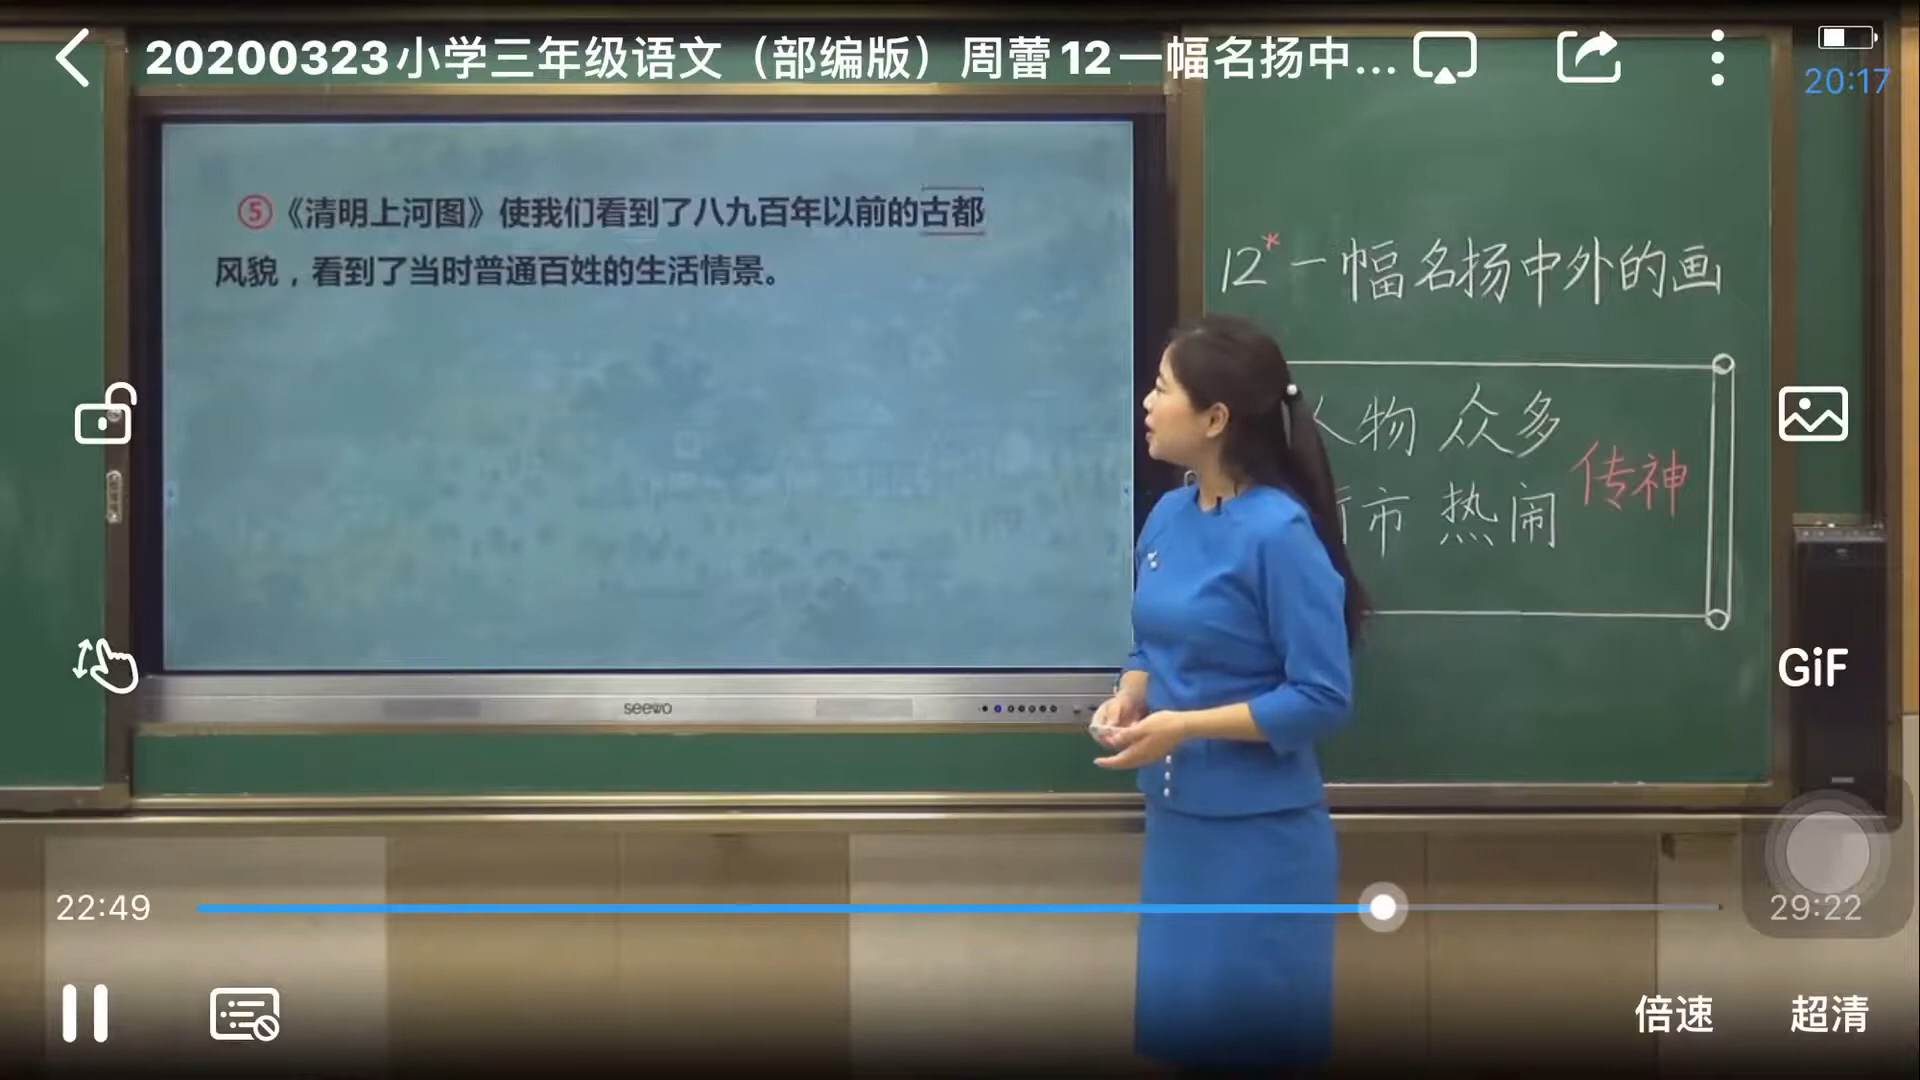 20200323小学三年级语文（部编版）周蕾12一幅名扬中...
20:17
⑤《清明上河图》使我们看到了八九百年以前的古都
风貌，看到了当时普通百姓的生活情景。
12*一幅名扬中外的画
人物 众多
市 热闹
传神
seewo
GiF
22:49
29:22
倍速
超清